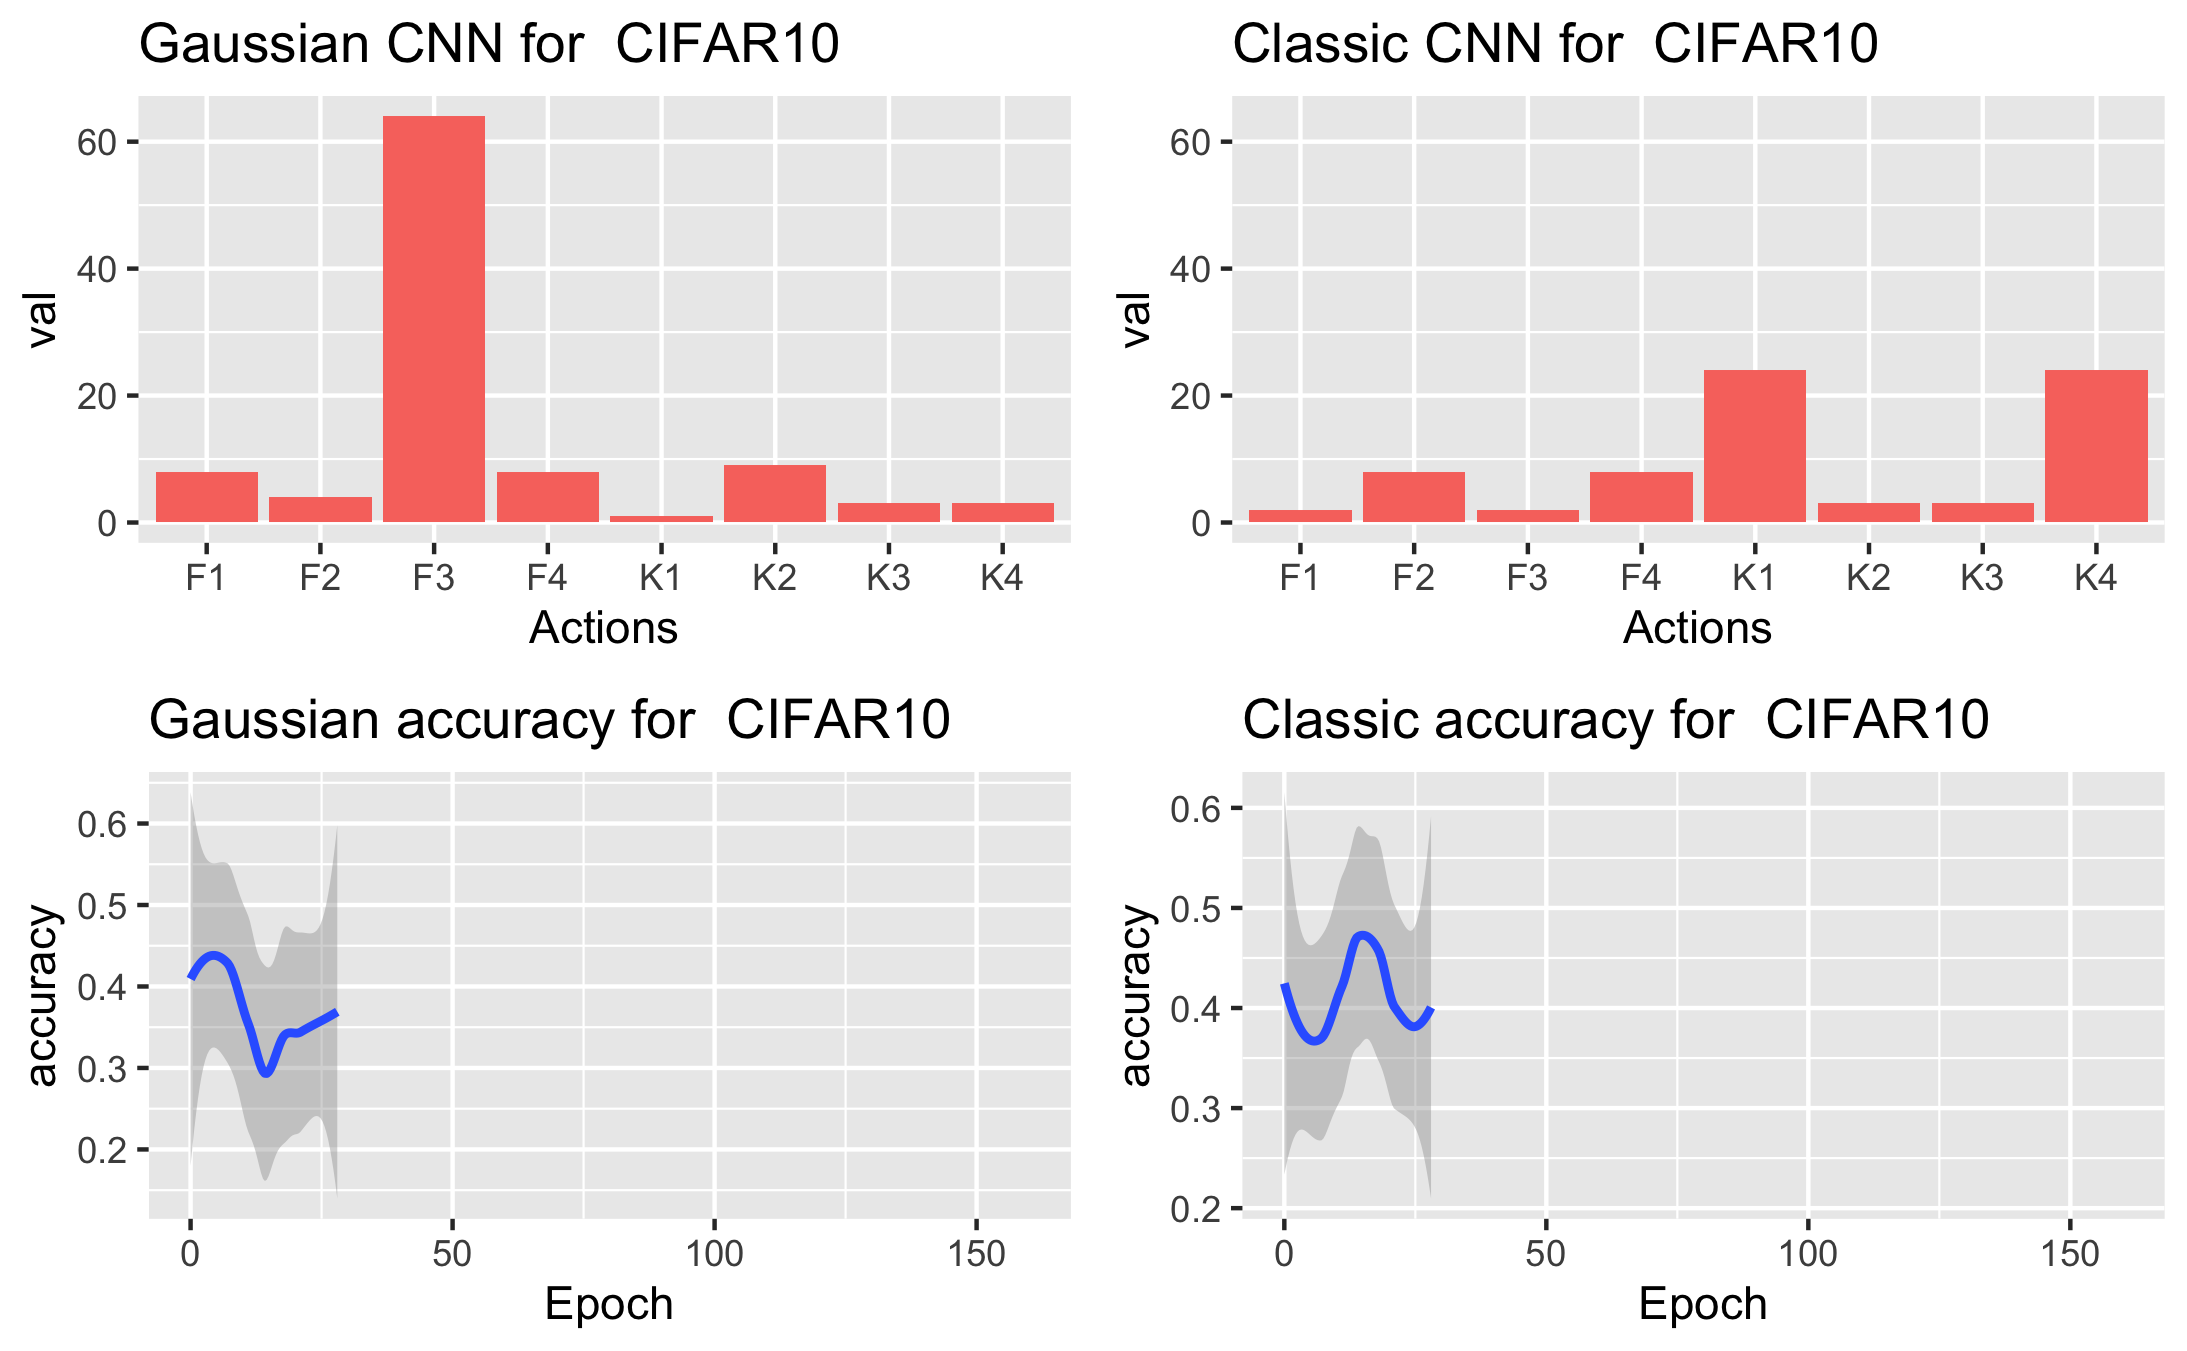 Gaussian CNN for  CIFAR10
val
60
40
20
0
F1 F2 F3 F4 K1 K2 K3 K4
Actions
Classic CNN for  CIFAR10
val
60
40
20
0
F1 F2 F3 F4 K1 K2 K3 K4
Actions
Gaussian accuracy for  CIFAR10
accuracy
0.6
0.5
0.4
0.3
0.2
0 50 100 150
Epoch
Classic accuracy for  CIFAR10
accuracy
0.6
0.5
0.4
0.3
0.2
0 50 100 150
Epoch